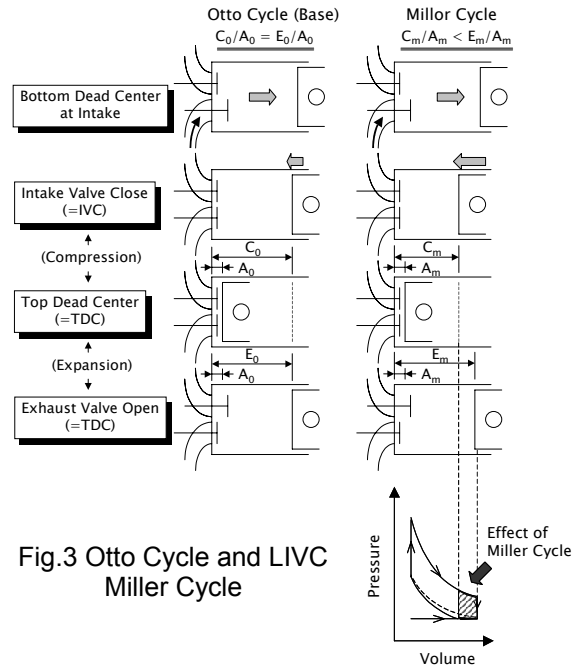 Otto Cycle (Base)
C₀/A₀ = E₀/A₀
Millor Cycle
Cₘ/Aₘ < Eₘ/Aₘ
Bottom Dead Center
at Intake
Intake Valve Close
(=IVC)
(Compression)
C₀
A₀
Cₘ
Aₘ
Top Dead Center
(=TDC)
(Expansion)
E₀
A₀
Eₘ
Aₘ
Exhaust Valve Open
(=TDC)
Pressure
Effect of
Miller Cycle
Volume
Fig.3 Otto Cycle and LIVC
Miller Cycle